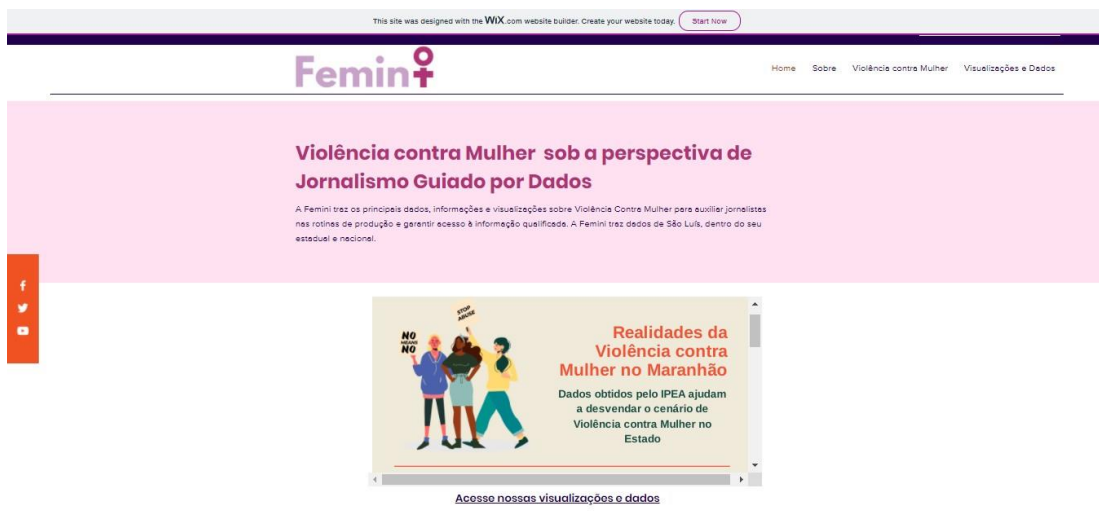 This site was designed with the WiX.com website builder. Create your website today. Start Now
Femini
Home Sobre Violência contra Mulher Visualizações e Dados
Violência contra Mulher sob a perspectiva de
Jornalismo Guiado por Dados
A Femini traz os principais dados, informações e visualizações sobre Violência Contra Mulher para auxiliar jornalistas
nas rotinas de produção e garantir acesso à informação qualificada. A Femini traz dados de São Luís, dentro do seu
estadual e nacional.
STOP
ABUSE
NO
MEANS
NO
Realidades da
Violência contra
Mulher no Maranhão
Dados obtidos pelo IPEA ajudam
a desvendar o cenário de
Violência contra Mulher no
Estado
Acesse nossas visualizações e dados